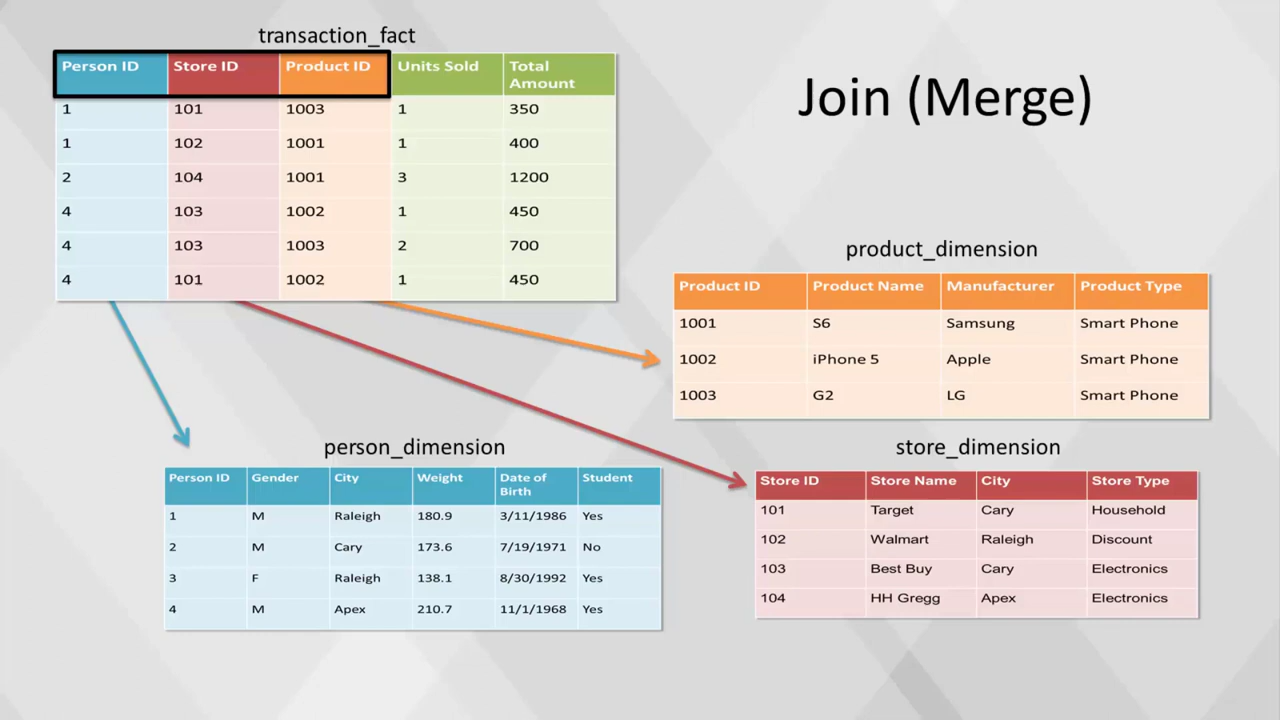 transaction_fact
Person ID Store ID Product ID Units Sold Total
Amount
1 101 1003 1 350
1 102 1001 1 400
2 104 1001 3 1200
4 103 1002 1 450
4 103 1003 2 700
4 101 1002 1 450
Join (Merge)
product_dimension
Product ID Product Name Manufacturer Product Type
1001 S6 Samsung Smart Phone
1002 iPhone 5 Apple Smart Phone
1003 G2 LG Smart Phone
person_dimension
Person ID Gender City Weight Date of Student
Birth
1 M Raleigh 180.9 3/11/1986 Yes
2 M Cary 173.6 7/19/1971 No
3 F Raleigh 138.1 8/30/1992 Yes
4 M Apex 210.7 11/1/1968 Yes
store_dimension
Store ID Store Name City Store Type
101 Target Cary Household
102 Walmart Raleigh Discount
103 Best Buy Cary Electronics
104 HH Gregg Apex Electronics